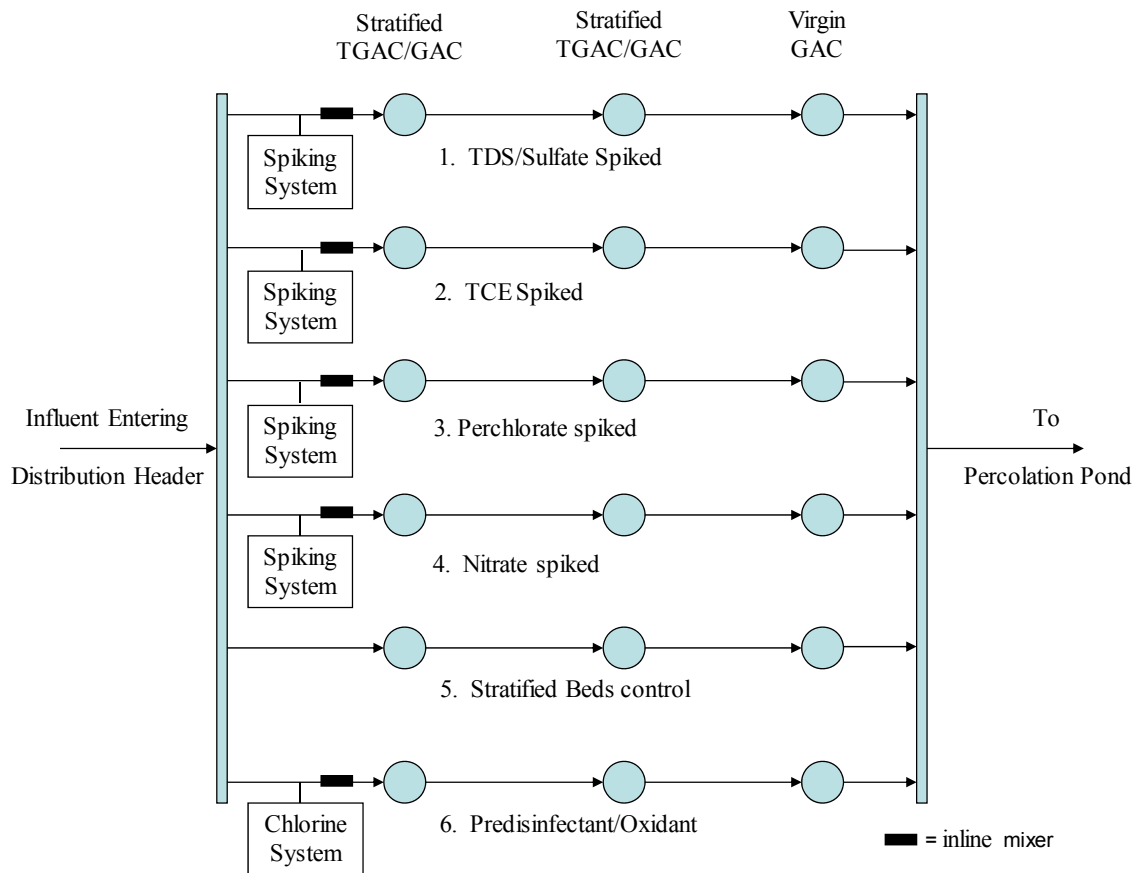 Stratified
TGAC/GAC
Stratified
TGAC/GAC
Virgin
GAC
Spiking
System
1. TDS/Sulfate Spiked
Spiking
System
2. TCE Spiked
Spiking
System
3. Perchlorate spiked
Influent Entering
Distribution Header
To
Percolation Pond
Spiking
System
4. Nitrate spiked
5. Stratified Beds control
Chlorine
System
6. Predisinfectant/Oxidant
= inline mixer